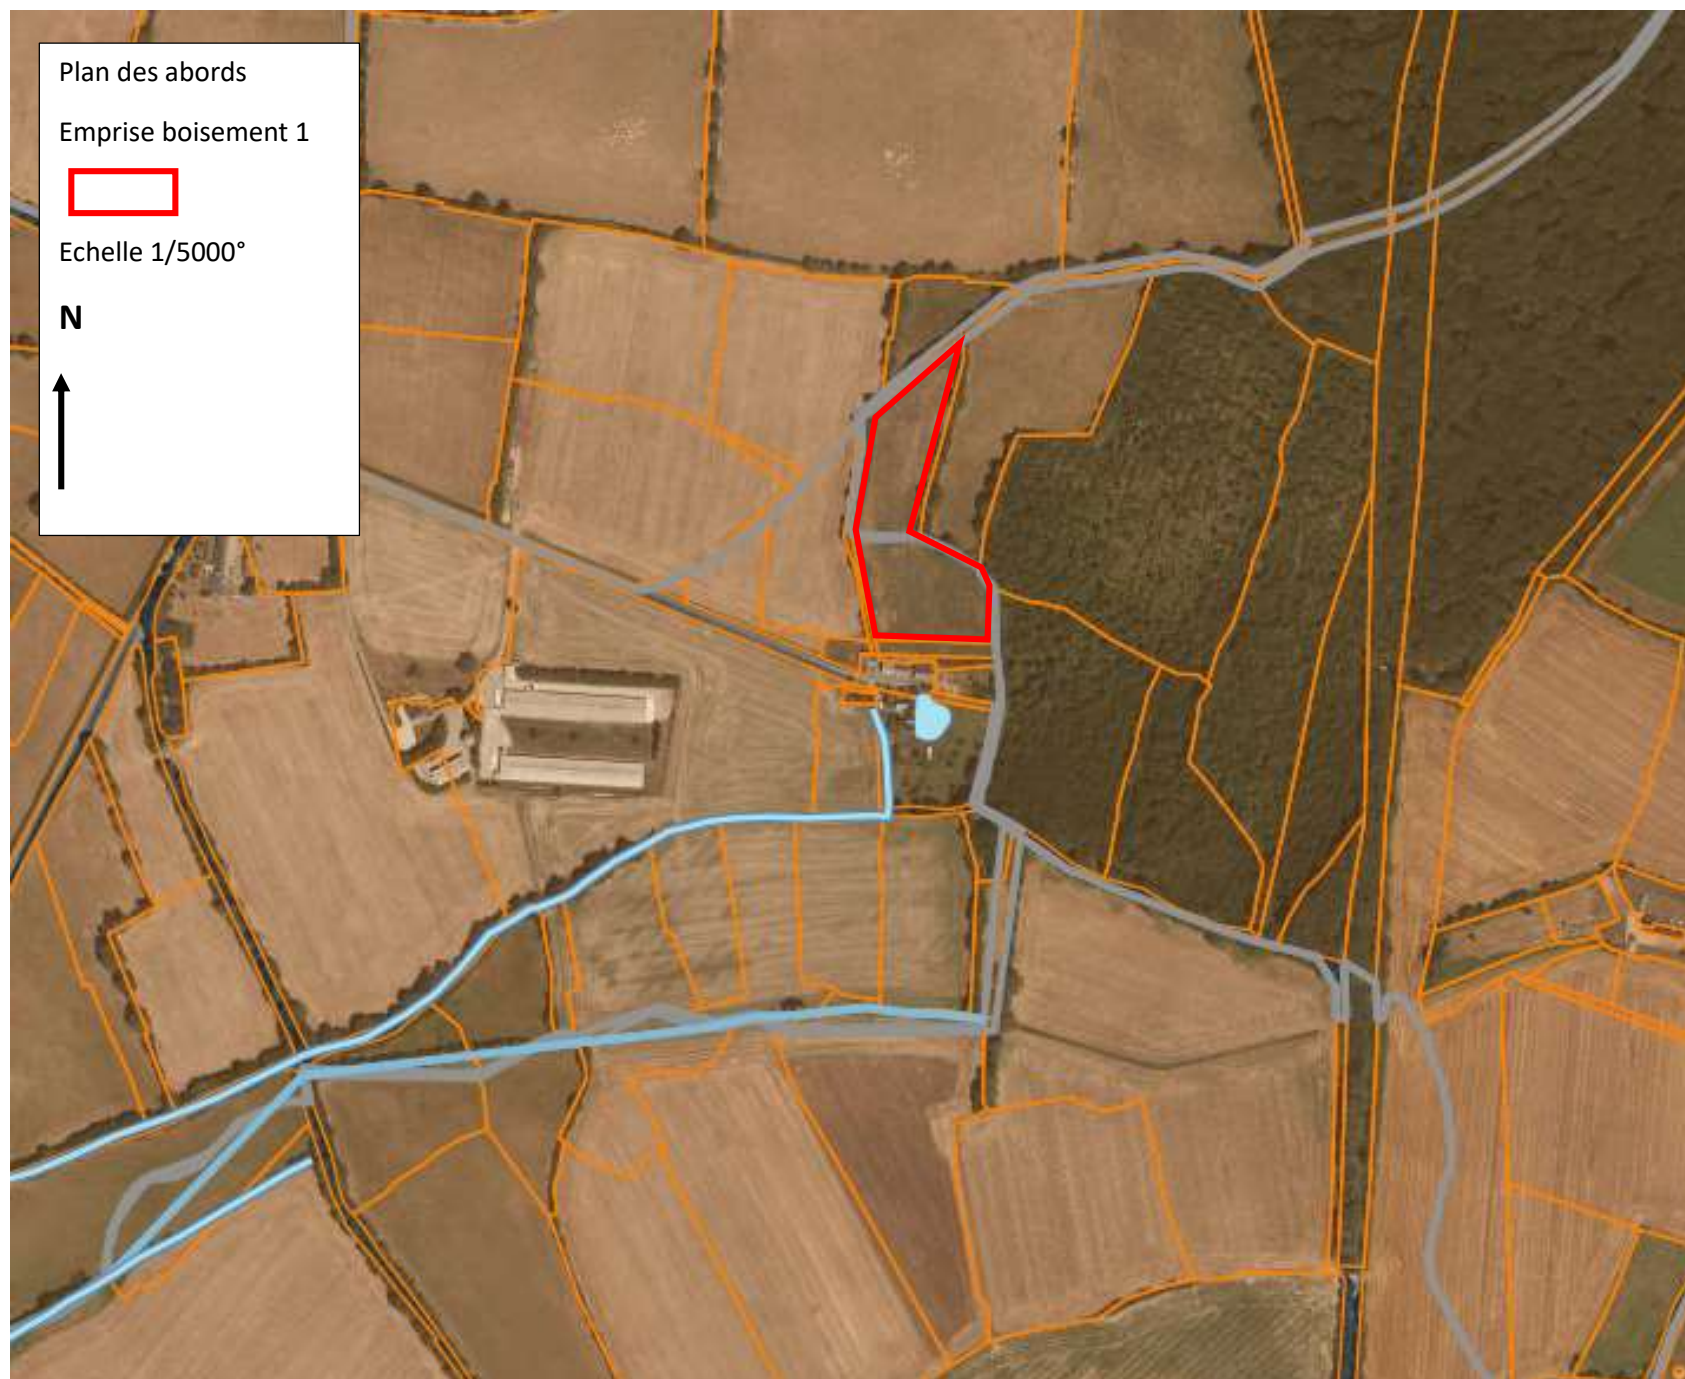 Plan des abords
Emprise boisement 1
Echelle 1/5000°
N